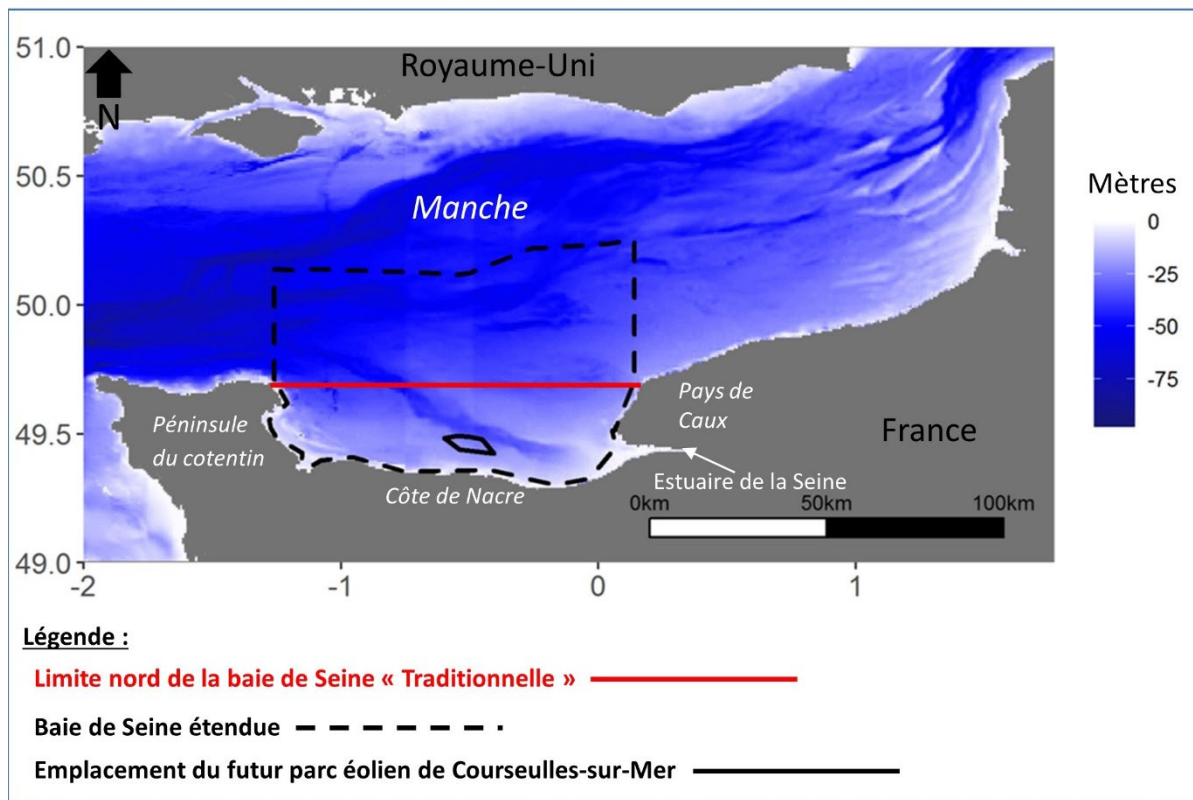 51.0
Royaume-Uni
N
50.5
Manche
Mètres
0
-25
-50
-75
50.0
49.5
Péninsule
du cotentin
Pays de
Caux
France
Estuaire de la Seine
Côte de Nacre
0km
50km
100km
49.0
-2
-1
0
1
Légende :
Limite nord de la baie de Seine « Traditionnelle »
Baie de Seine étendue
Emplacement du futur parc éolien de Courseulles-sur-Mer